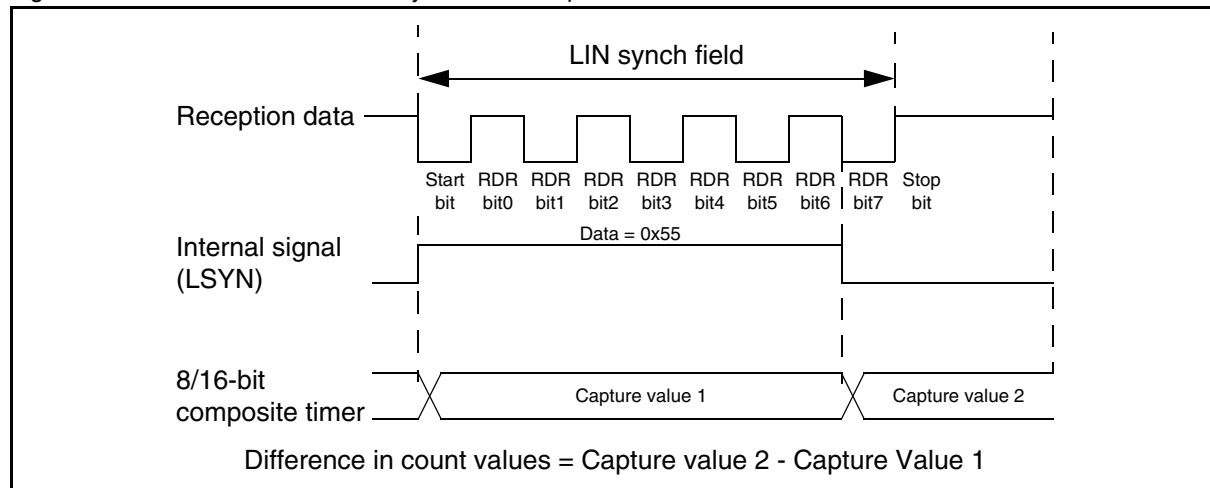 LIN synch field
Reception data
Start RDR RDR RDR RDR RDR RDR RDR RDR Stop
bit bit0 bit1 bit2 bit3 bit4 bit5 bit6 bit7 bit
Data = 0x55
Internal signal
(LSYN)
8/16-bit
composite timer
Capture value 1
Capture value 2
Difference in count values = Capture value 2 - Capture Value 1